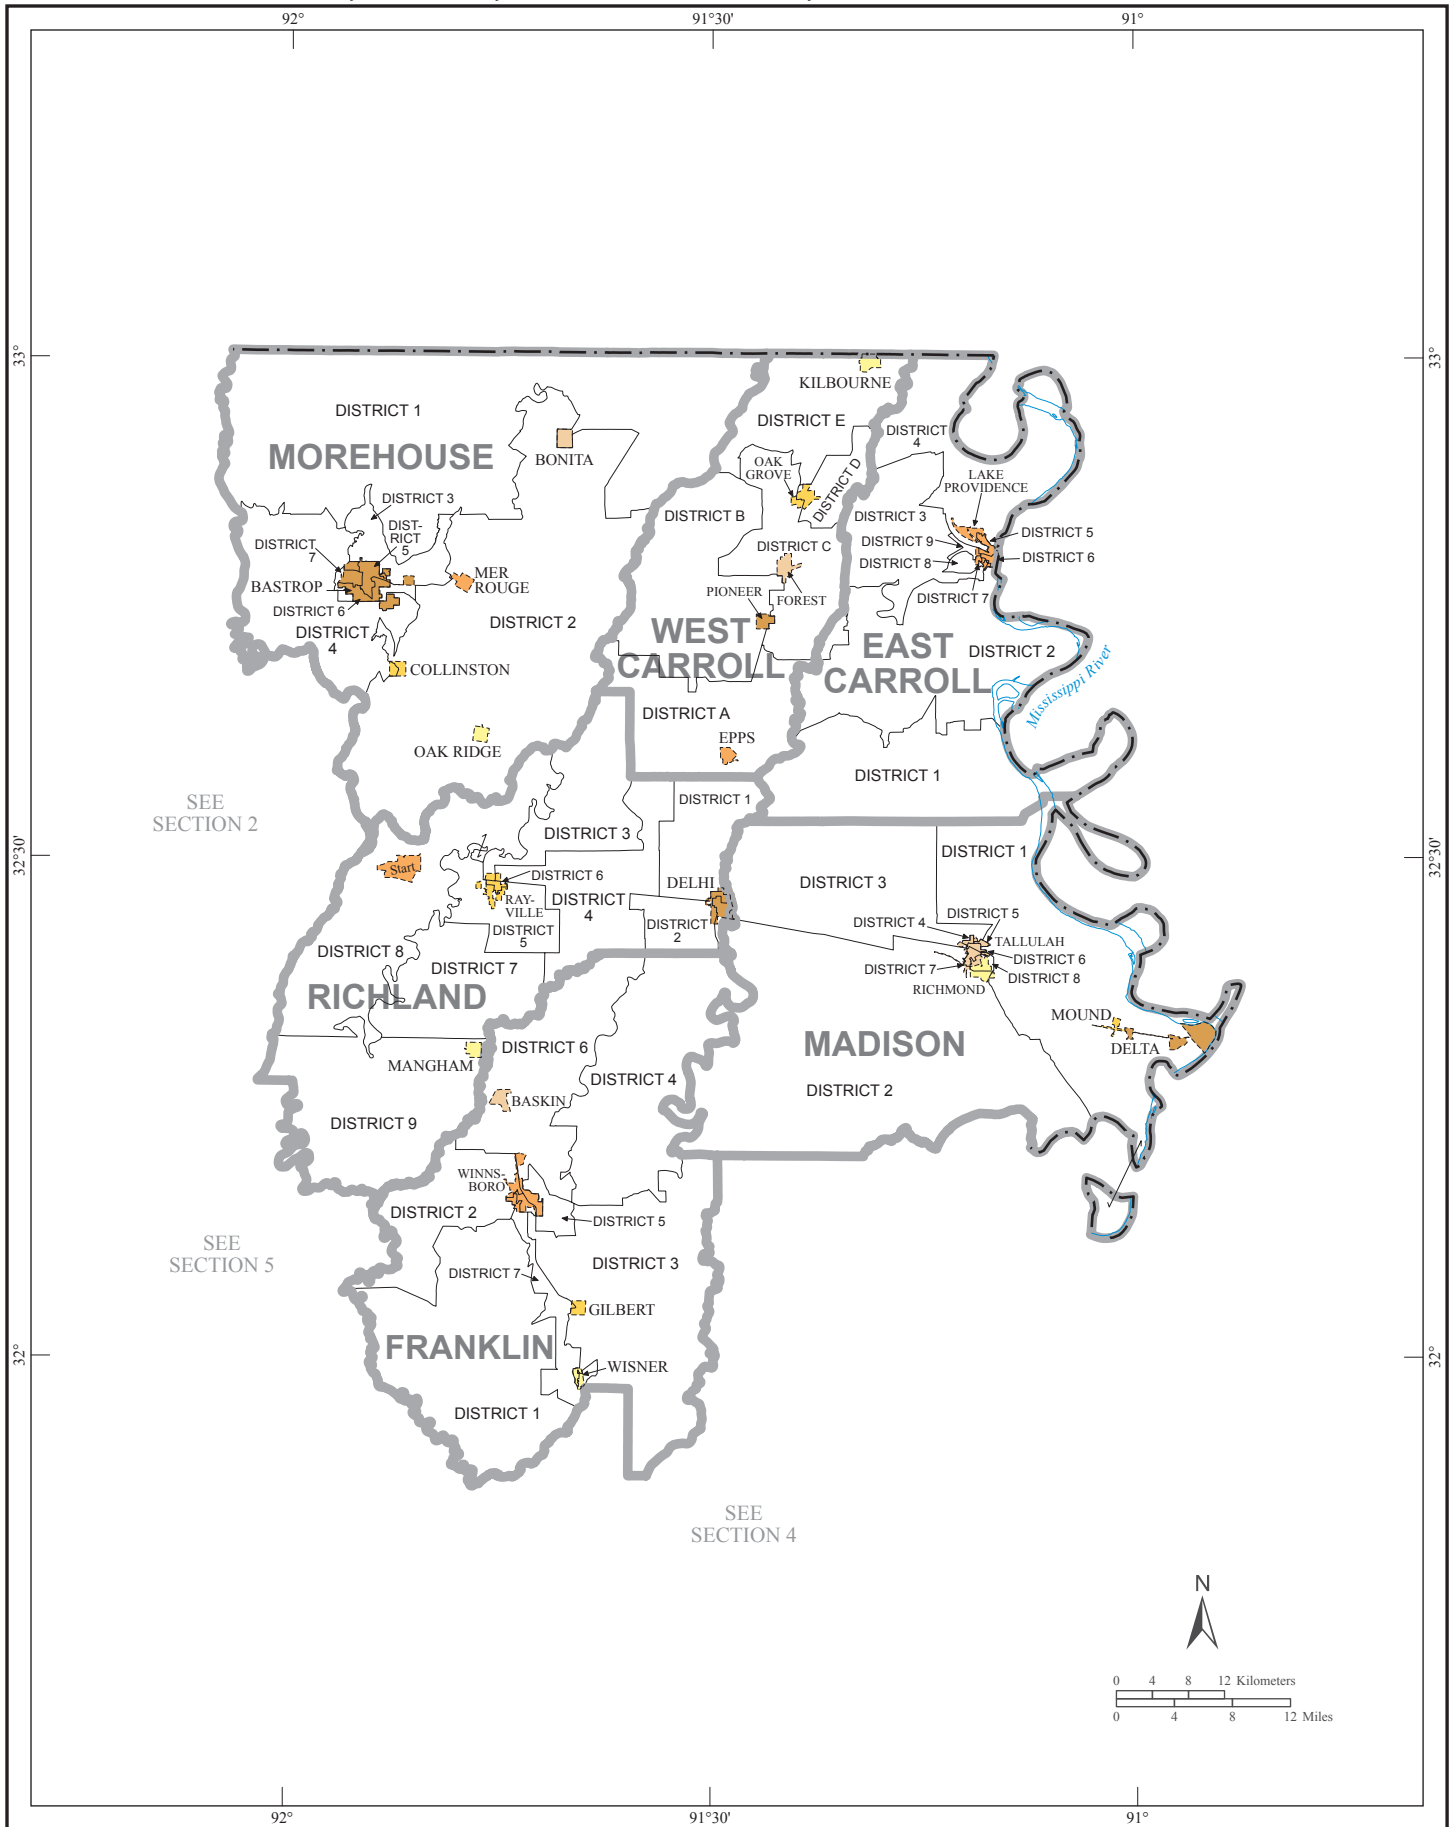 92°
91°30'
91°
33°
33°
KILBOURNE
DISTRICT 1
DISTRICT E
DISTRICT
4
MOREHOUSE
BONITA
OAK
GROVE
DISTRICT D
LAKE
PROVIDENCE
DISTRICT 3
DISTRICT B
DISTRICT 3
DIST-
RICT
5
DISTRICT 5
DISTRICT
7
DISTRICT C
DISTRICT 9
DISTRICT 6
DISTRICT 8
BASTROP
MER
ROUGE
PIONEER
FOREST
DISTRICT 7
DISTRICT 6
DISTRICT 2
DISTRICT
4
WEST
CARROLL
EAST
CARROLL
DISTRICT 2
COLLINSTON
Mississippi River
DISTRICT A
OAK RIDGE
EPPS
DISTRICT 1
SEE
SECTION 2
DISTRICT 1
DISTRICT 3
DISTRICT 1
32°30'
32°30'
Start
DISTRICT 6
DELHI
DISTRICT 3
RAY-
VILLE
DISTRICT
4
DISTRICT
5
DISTRICT
2
DISTRICT 4
DISTRICT 5
TALLULAH
DISTRICT 6
DISTRICT 8
DISTRICT 7
DISTRICT 7
DISTRICT 8
RICHMOND
RICHLAND
MOUND
DISTRICT 6
MADISON
DELTA
MANGHAM
DISTRICT 4
DISTRICT 2
BASKIN
DISTRICT 9
WINNS-
BORO
DISTRICT 2
DISTRICT 5
SEE
SECTION 5
DISTRICT 3
DISTRICT 7
GILBERT
FRANKLIN
32°
32°
WISNER
DISTRICT 1
SEE
SECTION 4
N
0 4 8 12 Kilometers
0 4 8 12 Miles
92°
91°30'
91°